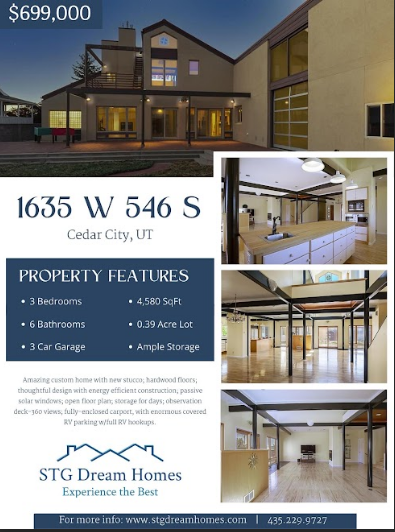 $699,000
1635 W 546 S
Cedar City, UT
PROPERTY FEATURES
• 3 Bedrooms
• 6 Bathrooms
• 3 Car Garage
• 4,580 SqFt
• 0.39 Acre Lot
• Ample Storage
Amazing custom home with new stucco; hardwood floors;
thoughtful design with energy efficient construction; passive
solar windows; open floor plan; storage for days; observation
deck-360 views; fully-enclosed carport, with enormous covered
RV parking w/full RV hookups.
STG Dream Homes
Experience the Best
For more info: www.stgdreamhomes.com | 435.229.9727